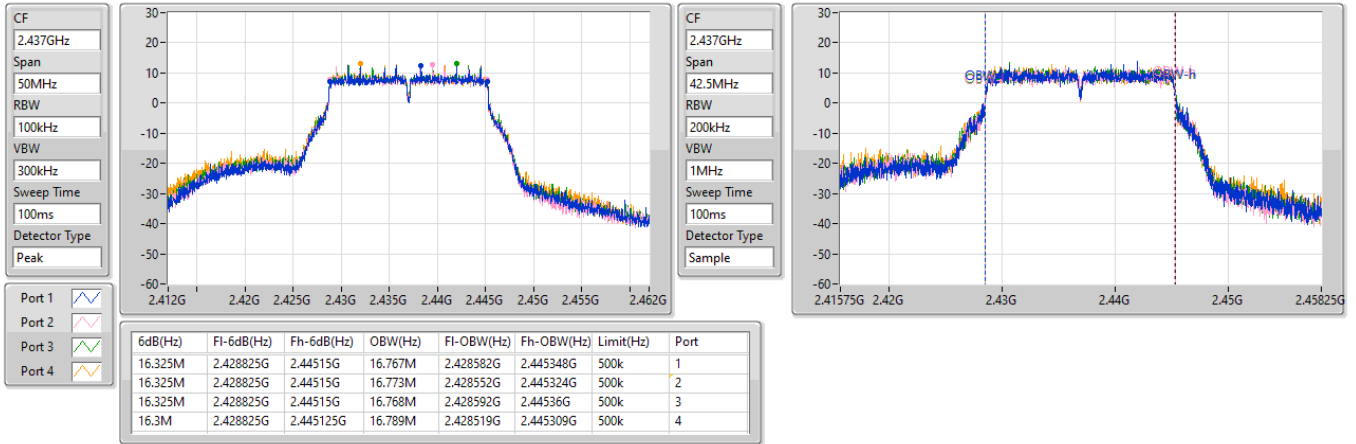 CF
2.437GHz
Span
50MHz
RBW
100kHz
VBW
300kHz
Sweep Time
100ms
Detector Type
Peak
30-
20-
10-
0-
-10-
-20-
-30-
-40-
-50-
-60-
2.412G 2.42G 2.425G 2.43G 2.435G 2.44G 2.445G 2.45G 2.455G 2.462G
CF
2.437GHz
Span
42.5MHz
RBW
200kHz
VBW
1MHz
Sweep Time
100ms
Detector Type
Sample
30-
20-
10-
0-
-10-
-20-
-30-
-40-
-50-
-60-
OBW-h
2.41575G 2.42G 2.43G 2.44G 2.45G 2.45825G
Port 1
Port 2
Port 3
Port 4
6dB(Hz) Fl-6dB(Hz) Fh-6dB(Hz) OBW(Hz) Fl-OBW(Hz) Fh-OBW(Hz) Limit(Hz) Port
16.325M 2.428825G 2.44515G 16.767M 2.428582G 2.445348G 500k 1
16.325M 2.428825G 2.44515G 16.773M 2.428552G 2.445324G 500k 2
16.325M 2.428825G 2.44515G 16.768M 2.428592G 2.44536G 500k 3
16.3M 2.428825G 2.445125G 16.789M 2.428519G 2.445309G 500k 4